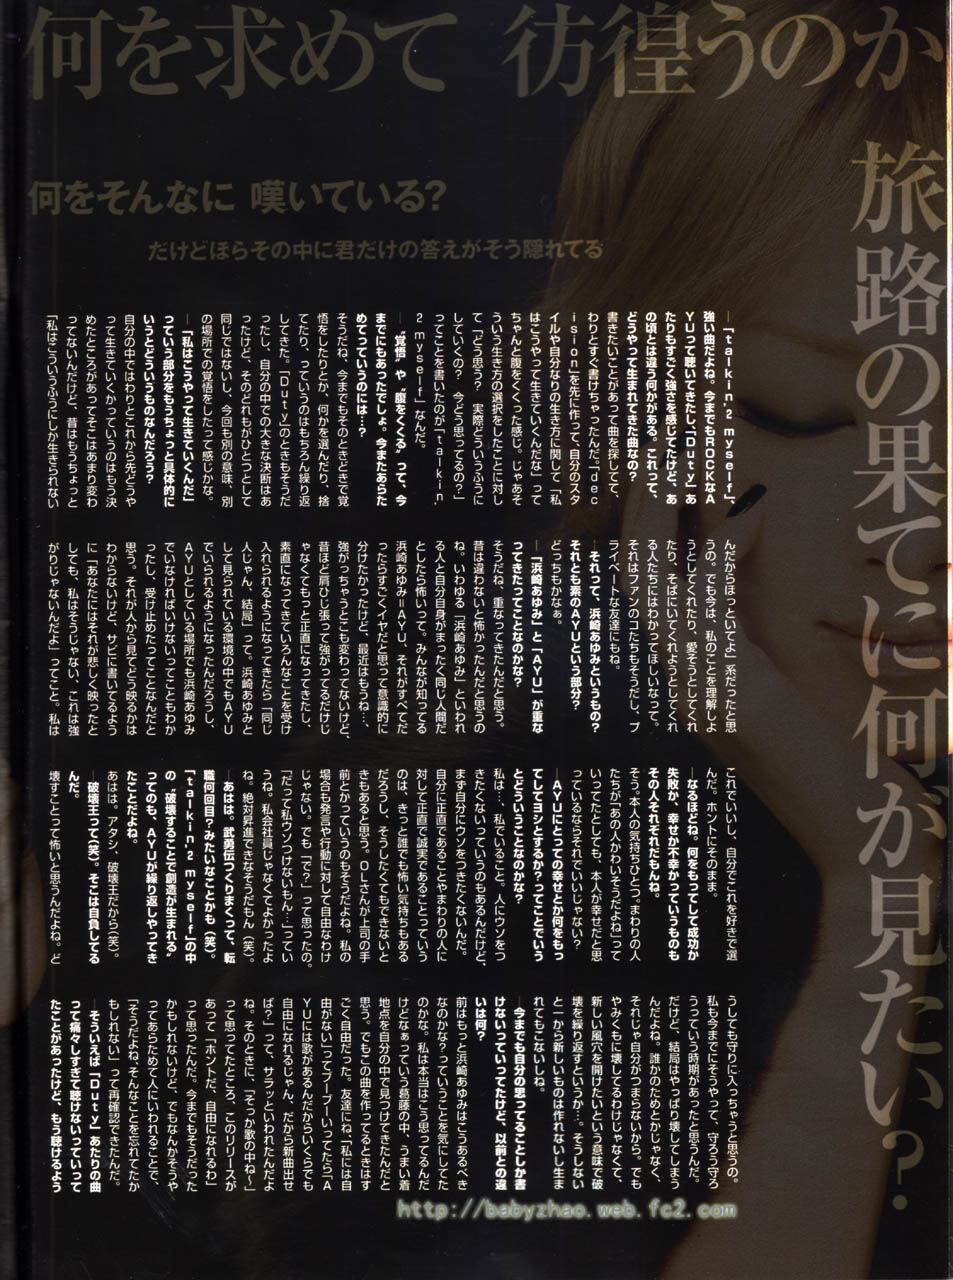 何を求めて 彷徨うのか
旅路の果てに何が見たい?
何をそんなに 嘆いている?
だけどほらその中に君だけの答えがそう隠れてる
―「talkin' 2 myself」、
強い曲だよね。今までもROCKなA
YUって聴いてきたし、「Duty」あ
たりもすごく強さを感じてたけど、あ
の頃とは違う何かがある。これって、
どうやって生まれてきた曲なの?
書きたいことがあって曲を探してて、
わりとすぐ書けちゃったんだ。「dec
ision」を先に作って、自分のスタ
イルや自分なりの生き方に関して「私
はこうやって生きていくんだな」って
ういう生き方の選択をしたことに対し
ちゃんと腹をくくった感じ。じゃあそ
て「どう思う? 実際どういうふうに
していくの? 今どう思ってるの?」
ってことを書いたのが「talkin'
2 myself」なんだ。
―“覚悟”や“腹をくくる”って、今
までにもあったでしょ。今またあらた
めてっていうのには…?
そうだね、今までもそのときどきで覚
悟をしたりとか、何かを選んだり、捨
てたり、っていうのはもちろん繰り返
してきた。「Duty」のときもそうだ
ったし、自分の中での大きな決断はあ
ったけど、そのどれもがひとつとして
同じではないし、今回も別の意味、別
の場所での覚悟をしたって感じかな。
―「私はこうやって生きていくんだ」
っていう部分をもうちょっと具体的に
いうとどういうものなんだろう?
自分の中ではわりとこれから先どうや
って生きていくかっていうのはもう決
めたところがあってそこはあまり変わ
ってないんだけど、昔はもうちょっと
「私はこういうふうにしか生きられない
んだからほっといてよ」系だったと思
うの。でも今は、私のことを理解しよ
うとしてくれたり、愛そうとしてくれ
たり、そばにいてくれようとしてくれ
る人たちにはわかってほしいなって。
それはファンのコたちもそうだし、プ
ライベートな友達にもね。
―それって、浜崎あゆみというもの?
それとも素のAYUという部分?
どっちもかなぁ。
―「浜崎あゆみ」と「AYU」が重な
ってきたってことなのかな?
そうだね、重なってきたんだと思う。
昔は違わないと怖かったんだと思うの
ね。いわゆる「浜崎あゆみ」といわれ
る人と自分自身がまったく同じ人間だ
としたら怖いって。みんなが知ってる
浜崎あゆみ=AYU、それがすべてだ
ったらすごくイヤだと思って意識的に
分けたかったけど、最近はもうね…、
強がっちゃうとこも変わってないけど、
昔ほど肩ひじ張って強がってるだけじ
ゃなくてもっと正直になってきたし、
素直になってきていろんなことを受け
入れられるようになってきたら「同じ
人じゃん、結局」って。浜崎あゆみと
して見られている環境の中でもAYU
でいられるようになったんだろうし、
AYUとしている場所でも浜崎あゆみ
でいなければいけないってこともわか
ったし、受け止めたってことなんだと
思う。それが人から見てどう映るかは
わからないけど、サビに書いてるよう
に「あなたにはそれが悲しく映ったと
しても、私はそうじゃない、これは強
がりじゃないんだよ」ってこと。私は
これでいいし、自分でこれを好きで選
んだ。ホントにそのまま。
―なるほどね。何をもってして成功か
失敗か、幸せか不幸かっていうものも
その人それぞれだもんね。
そう。本人の気持ちひとつ。まわりの人
たちが「あの人かわいそうだよね」って
いってたとしても、本人が幸せだと思
っているならそれでいいじゃない?
―AYUにとっての幸せとか何をもっ
てしてヨシとするか?ってことでいう
とどういうことなのかな?
私は…、私でいること。人にウソをつ
きたくないっていうのもあるんだけど、
まず自分にウソをつきたくないんだ。
自分に正直であることやまわりの人に
対して正直で誠実であることっていう
のは、きっと誰でも怖い気持ちもある
だろうし、そうしたくてもできないと
きもあると思う。OLさんが上司の手
前とかっていうのもそうだよね。私の
場合も発言や行動に対して自由なわけ
じゃない。でも「で?」って思ったの。
「だって私ウソつけないもん…」ってい
うね。私会社員じゃなくてよかったよ
ね。絶対昇進できなそうだもん(笑)。
―あはは。武勇伝つくりまくって、転
職何回目?みたいなことかも(笑)。
「talkin' 2 myself」の中
の“破壊することで創造が生まれる”
ってのも、AYUが繰り返しやってき
たことだよね。
あはは。アタシ、破壊王だから(笑)。
―破壊王って(笑)。そこは自負してる
んだ。
壊すことって怖いと思うんだよね。ど
うしても守りに入っちゃうと思うの。
私も今までにそうやって、守ろう守ろ
うっていう時期があったと思うんだ。
だけど、結局はやっぱり壊してしまう
んだよね。誰かのためとかじゃなく、
それじゃ自分がつまらないから。でも
やみくもに壊してるわけじゃなくて、
新しい風穴を開けたいという意味で破
壊を繰り返すというか…。そうしない
と一から新しいものは作れないし生ま
れてもこないしね。
―今までも自分の思ってることしか書
けないっていってたけど、以前との違
いは何?
前はもっと浜崎あゆみはこうあるべき
なのかな?っていうことを気にしてた
のかな。私は本当はこう思ってるんだ
けどなぁっていう葛藤の中、うまい着
地点を自分の中で見つけてきたんだと
思う。でもこの曲を作ってるときはす
ごく自由だった。友達にね「私には自
由がない」ってブーブーいってたら「A
YUには歌があるんだからいくらでも
自由になれるじゃん、だから新曲出せ
ば?」って、サラッといわれたんだよ
ね。そのときに、「そっか歌の中ね〜」
って思ってたところ、このリリースが
あって「ホントだ、自由になれるわ」
って思ったんだ。今までもそうだった
かもしれないけど、でもなんかそうや
ってあらためて人にいわれることで、
「そうだよね、そんなことを忘れてたか
もしれない」って再確認できたんだ。
―そういえば「Duty」あたりの曲
って痛々しすぎて聴けないっていって
たことがあったけど、もう聴けるよう
http://babyzhao.web.fc2.com